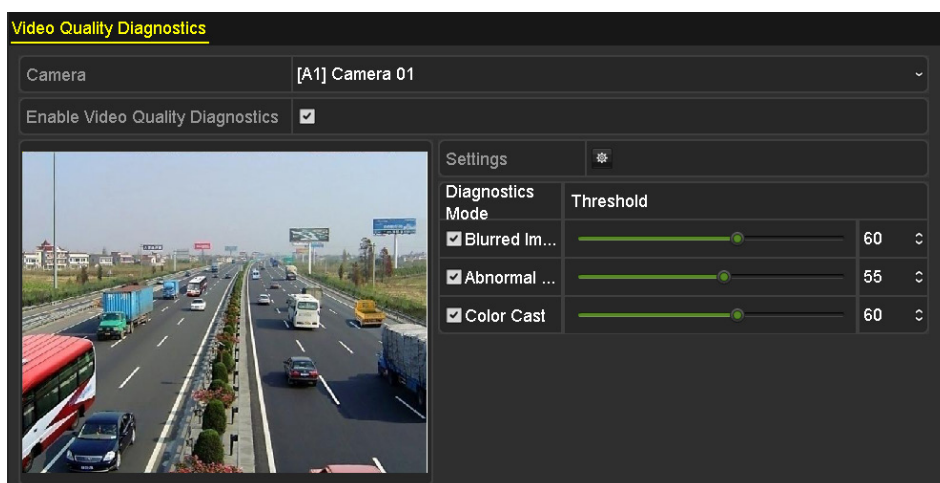 Video Quality Diagnostics
Camera
[A1] Camera 01
Enable Video Quality Diagnostics
Settings
Diagnostics
Mode
Threshold
Blurred Im...
60
Abnormal ...
55
Color Cast
60